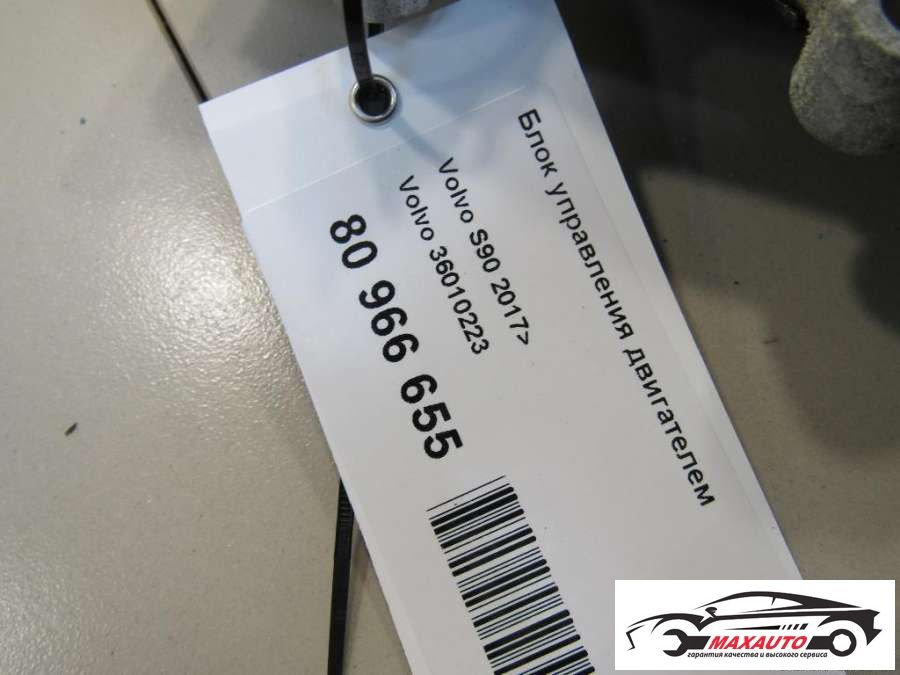 Блок управления двигателем
Volvo S90 2017>
Volvo 36010223
80 966 655
MAXAUTO
гарантия качества и высокого сервиса